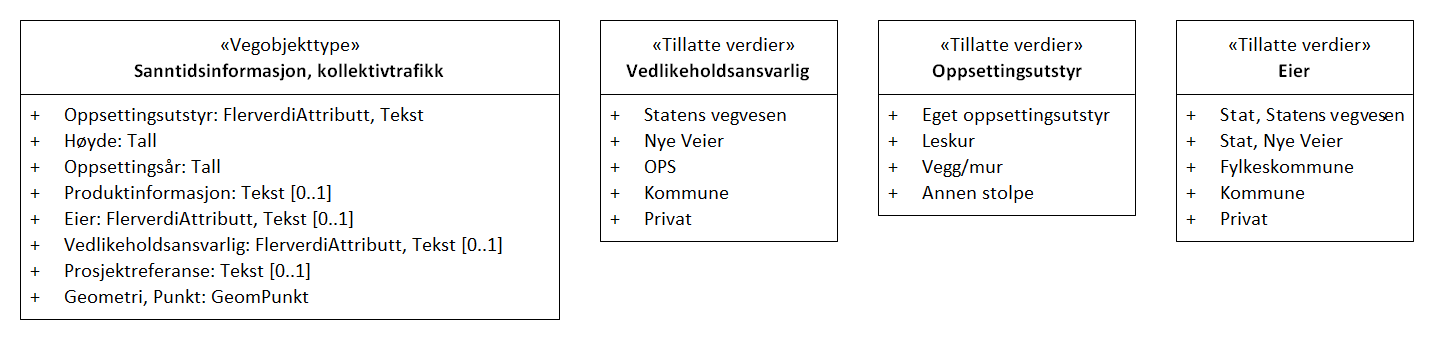 «Vegobjekttype»
Sanntidsinformasjon, kollektivtrafikk
+ Oppsettingsutstyr: FlerverdiAttributt, Tekst
+ Høyde: Tall
+ Oppsettingsår: Tall
+ Produktinformasjon: Tekst [0..1]
+ Eier: FlerverdiAttributt, Tekst [0..1]
+ Vedlikeholdsansvarlig: FlerverdiAttributt, Tekst [0..1]
+ Prosjektreferanse: Tekst [0..1]
+ Geometri, Punkt: GeomPunkt
«Tillatte verdier»
Vedlikeholdsansvarlig
+ Statens vegvesen
+ Nye Veier
+ OPS
+ Kommune
+ Privat
«Tillatte verdier»
Oppsettingsutstyr
+ Eget oppsettingsutstyr
+ Leskur
+ Vegg/mur
+ Annen stolpe
«Tillatte verdier»
Eier
+ Stat, Statens vegvesen
+ Stat, Nye Veier
+ Fylkeskommune
+ Kommune
+ Privat